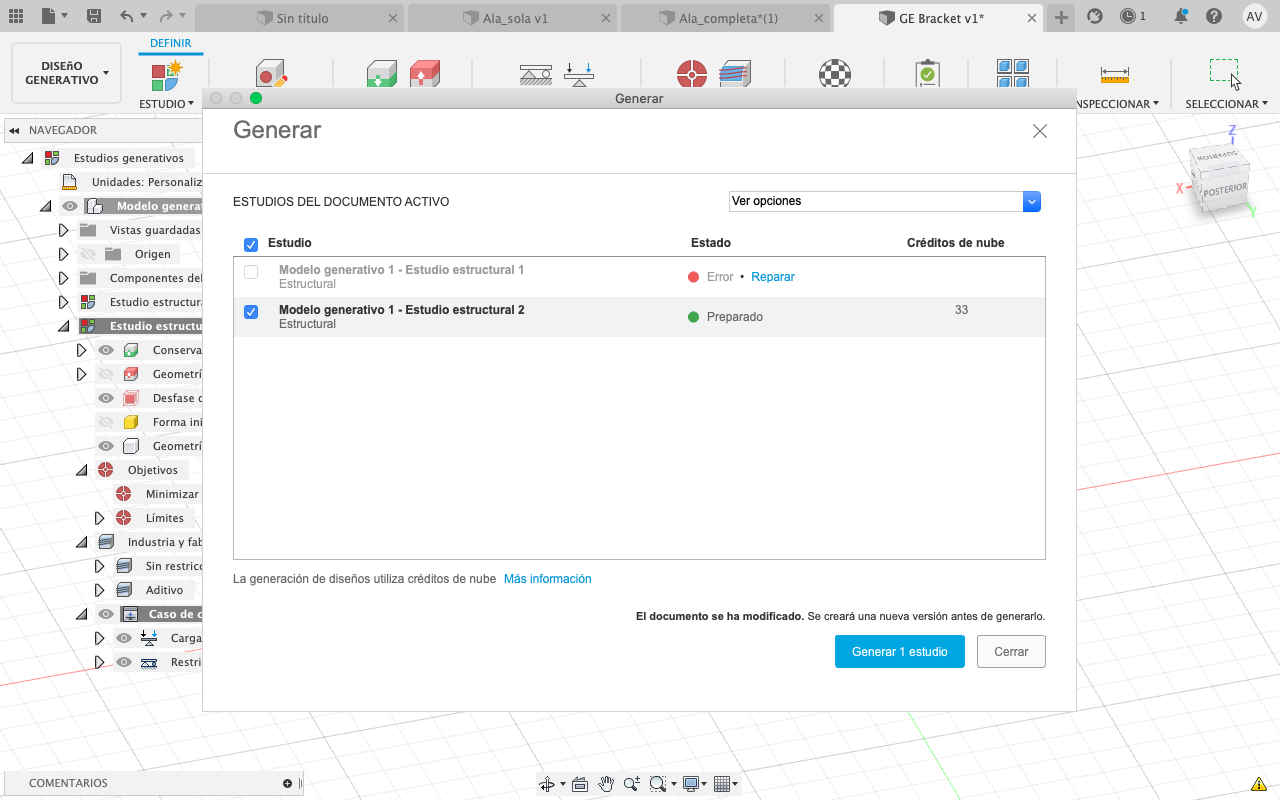 Sin título
Ala_sola v1
Ala_completa*(1)
GE Bracket v1*
1
AV
DISEñO
GENERATIVO
DEFINIR
ESTUDIO
INSPECCIONAR
SELECCIONAR
Generar
NAVEGADOR
Estudios generativos
Unidades: Personaliz
Modelo generat
Vistas guardadas
Origen
Componentes del
Estudio estructura
Estudio estructu
Conserva
Geometrí
Desfase d
Forma ini
Geometrí
Objetivos
Minimizar
Límites
Industria y fab
Sin restricc
Aditivo
Caso de c
Carga
Restri
Generar
ESTUDIOS DEL DOCUMENTO ACTIVO
Ver opciones
Estudio
Estado
Créditos de nube
Modelo generativo 1 - Estudio estructural 1
Estructural
Error • Reparar
Modelo generativo 1 - Estudio estructural 2
Estructural
Preparado
33
La generación de diseños utiliza créditos de nube Más información
El documento se ha modificado. Se creará una nueva versión antes de generarlo.
Generar 1 estudio
Cerrar
Z
X
Y
SUPERIOR
POSTERIOR
COMENTARIOS